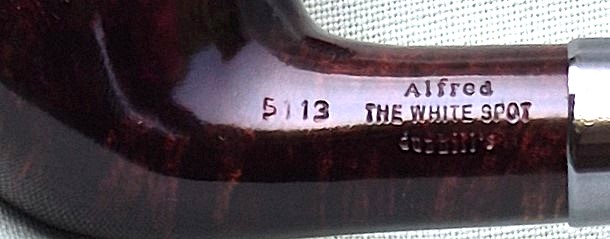 5113
Alfred
THE WHITE SPOT
dunhill's